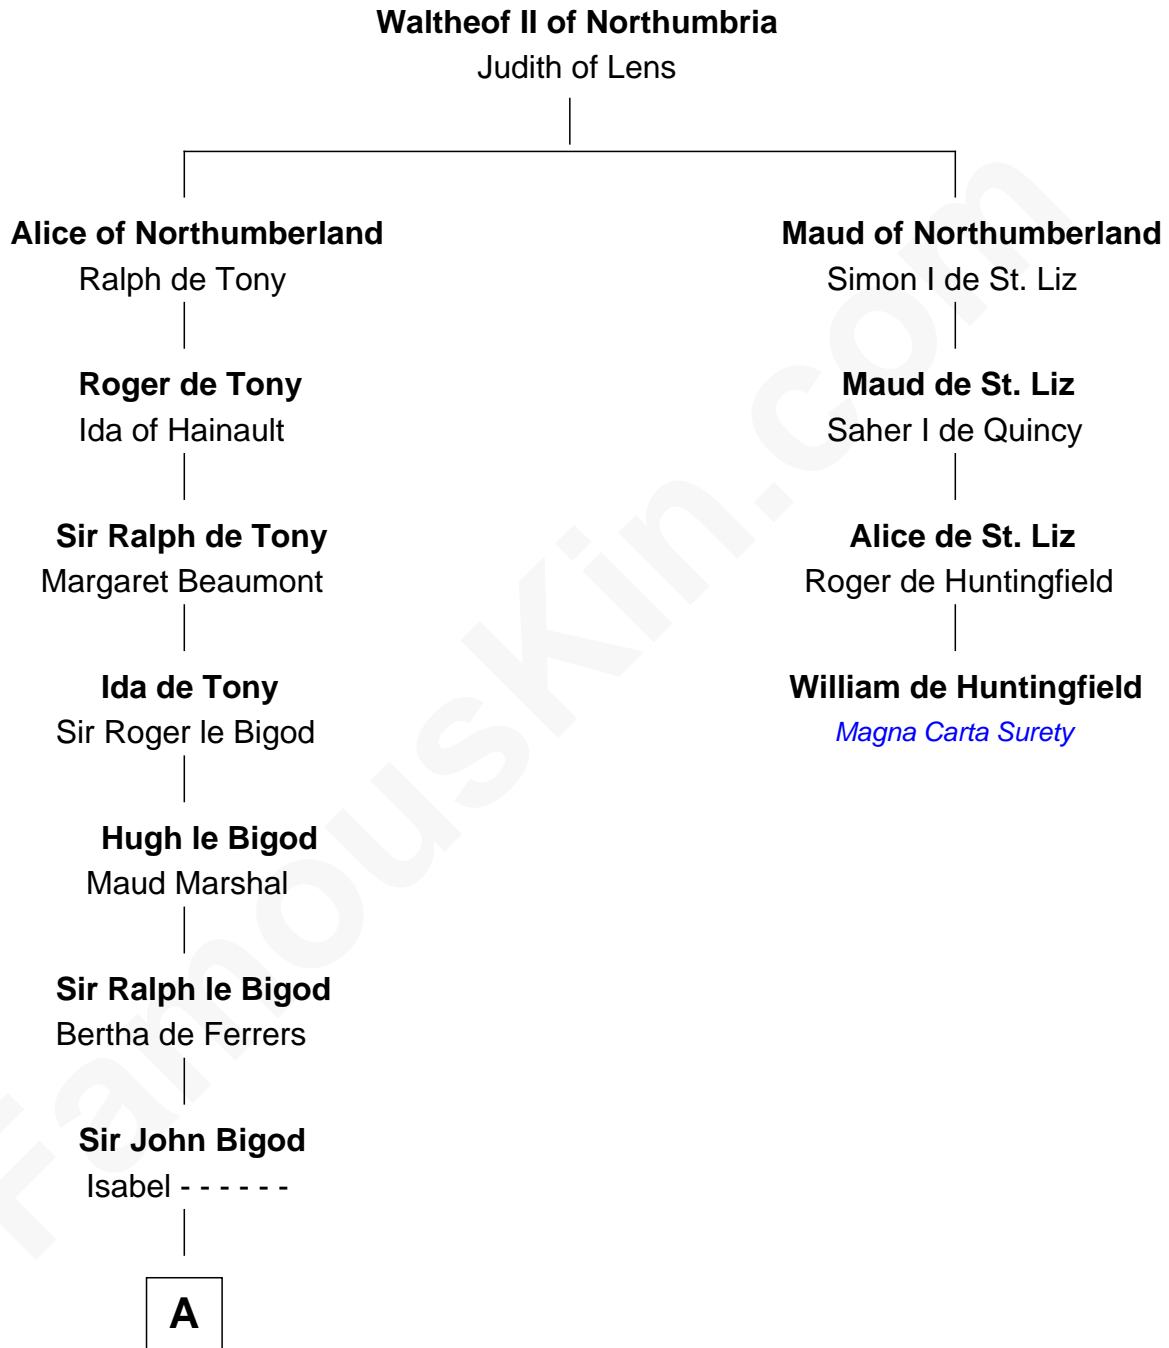 Waltheof II of Northumbria
Judith of Lens
Alice of Northumberland
Ralph de Tony
Maud of Northumberland
Simon I de St. Liz
Roger de Tony
Ida of Hainault
Maud de St. Liz
Saher I de Quincy
Sir Ralph de Tony
Margaret Beaumont
Alice de St. Liz
Roger de Huntingfield
Ida de Tony
Sir Roger le Bigod
William de Huntingfield
Magna Carta Surety
Hugh le Bigod
Maud Marshal
Sir Ralph le Bigod
Bertha de Ferrers
Sir John Bigod
Isabel - - - - - -
A
FamousKin.com